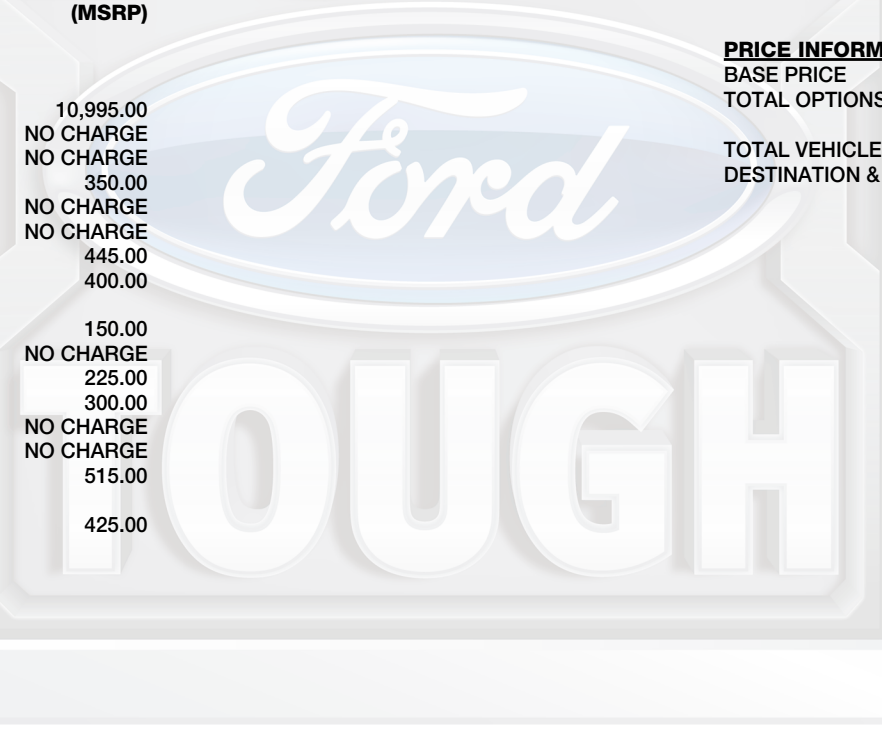 (MSRP)
10,995.00
NO CHARGE
NO CHARGE
350.00
NO CHARGE
NO CHARGE
445.00
400.00
150.00
NO CHARGE
225.00
300.00
NO CHARGE
NO CHARGE
515.00
425.00
PRICE INFORM
BASE PRICE
TOTAL OPTIONS
TOTAL VEHICLE
DESTINATION &
Ford
TOUGH